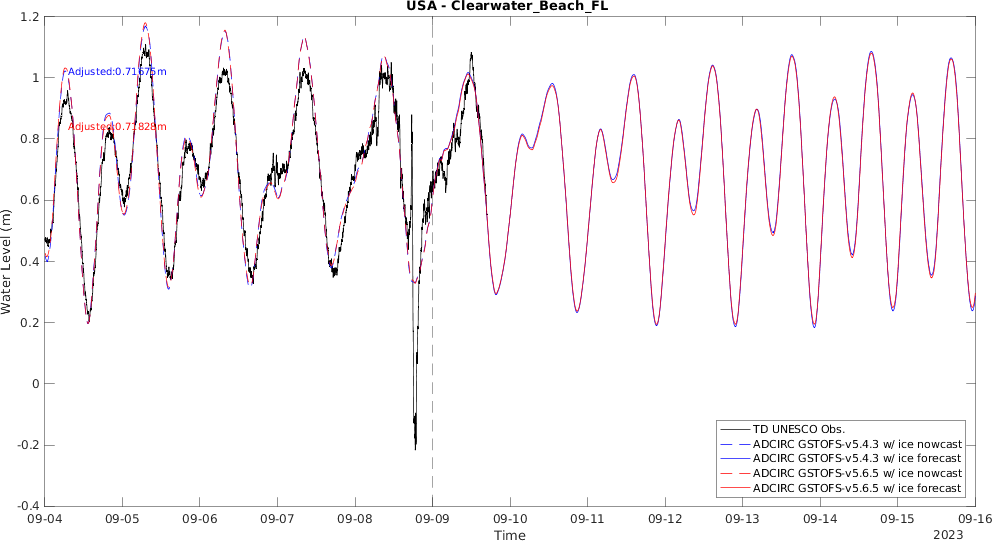 USA - Clearwater_Beach_FL
1.2
1
0.8
0.6
0.4
0.2
0
-0.2
-0.4
Water Level (m)
Adjusted:0.71675m
Adjusted:0.71828m
TD UNESCO Obs.
ADCIRC GSTOFS-v5.4.3 w/ ice nowcast
ADCIRC GSTOFS-v5.4.3 w/ ice forecast
ADCIRC GSTOFS-v5.6.5 w/ ice nowcast
ADCIRC GSTOFS-v5.6.5 w/ ice forecast
09-04 09-05 09-06 09-07 09-08 09-09 09-10 09-11 09-12 09-13 09-14 09-15 09-16
Time
2023